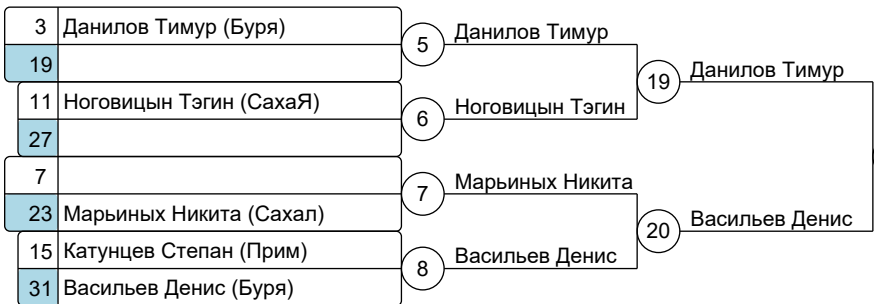 3 Данилов Тимур (Буря)
19
11 Ноговицын Тэгин (СахаЯ)
27
7
23 Марьиных Никита (Сахал)
15 Катунцев Степан (Прим)
31 Васильев Денис (Буря)
5 Данилов Тимур
6 Ноговицын Тэгин
7 Марьиных Никита
8 Васильев Денис
19 Данилов Тимур
20 Васильев Денис